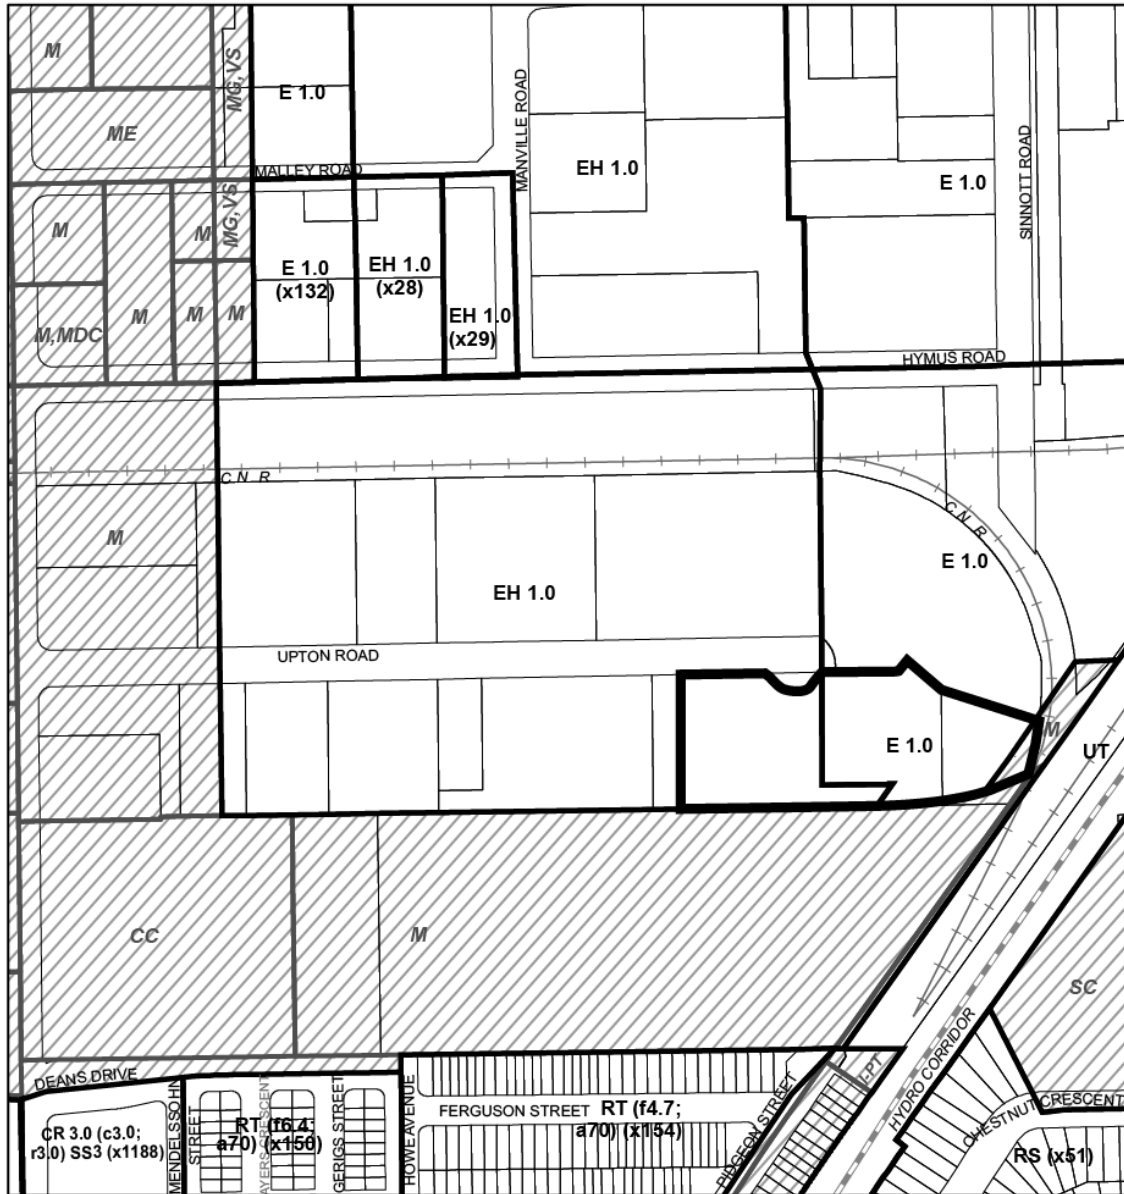 M
MG, VS
E 1.0
MANVILLE ROAD
ME
EH 1.0
E 1.0
SINNOTT ROAD
MALLEY ROAD
M
M
MG, VS
E 1.0
(x132)
EH 1.0
(x28)
EH 1.0
(x29)
M,MDC
M
M
M
HYMUS ROAD
C N R
C N R
M
E 1.0
EH 1.0
UPTON ROAD
E 1.0
M
UT
CC
M
SC
HYDRO CORRIDOR
DEANS DRIVE
CR 3.0 (c3.0;
r3.0) SS3 (x1188)
MENDELSSOHN
STREET
RT (f6.4;
a70) (x150)
AYERS CRESCENT
GERIGS STREET
HOWE AVENUE
FERGUSON STREET
RT (f4.7;
a70) (x154)
PIDGEON STREET
CHESTNUT CRESCENT
RS (x51)